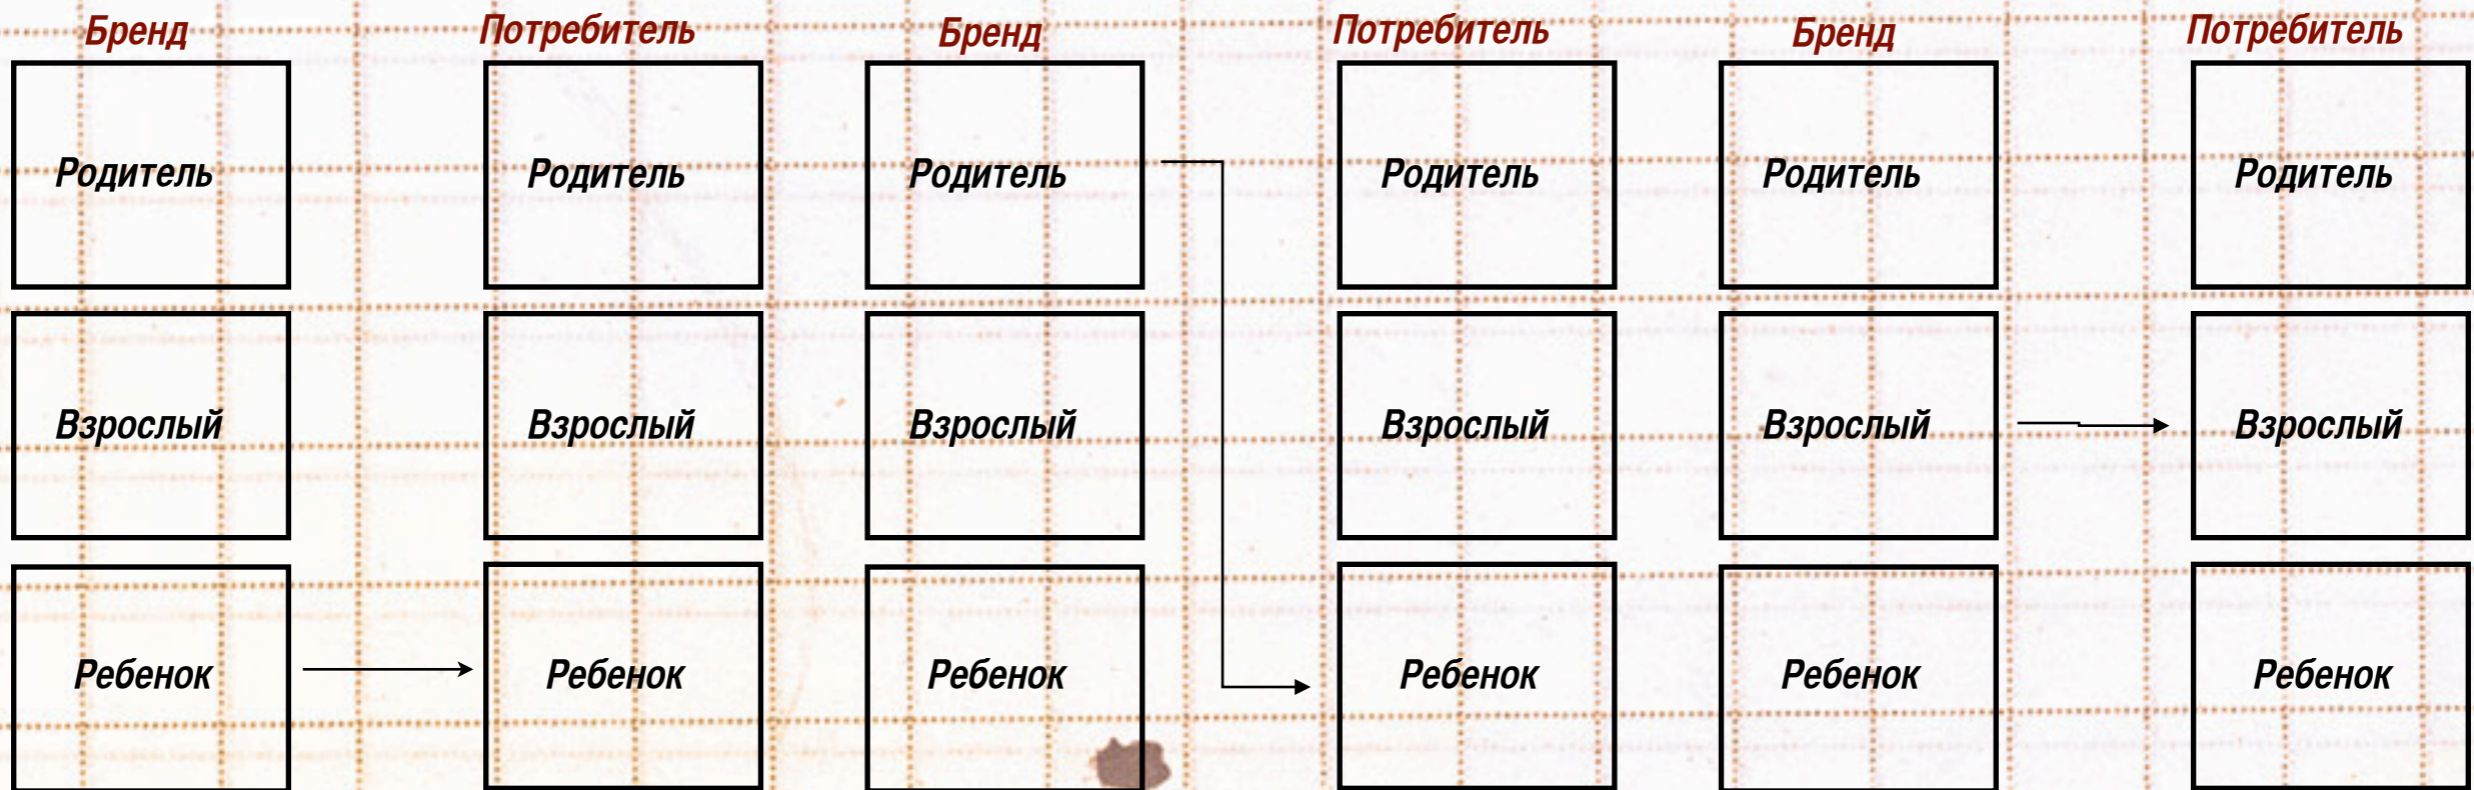 Бренд Потребитель Бренд Потребитель Бренд Потребитель
Родитель Родитель Родитель Родитель Родитель Родитель
Взрослый Взрослый Взрослый Взрослый Взрослый Взрослый
Ребенок Ребенок Ребенок Ребенок Ребенок Ребенок